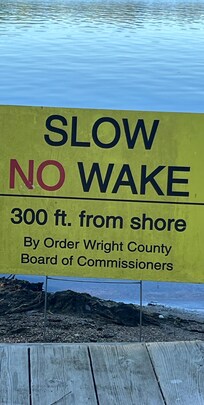 SLOW
NO WAKE
300 ft. from shore
By Order Wright County
Board of Commissioners